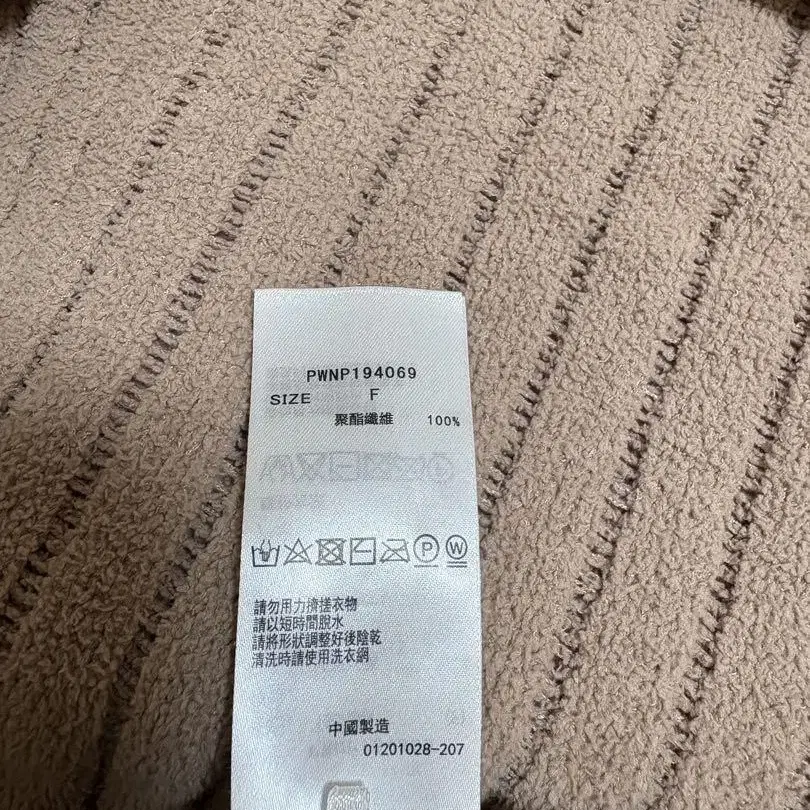 PWNP194069
SIZE F
聚酯纖維 100%
P W
請勿用力擠搓衣物
請以短時間脫水
請將形狀調整好後陰乾
清洗時請使用洗衣網
中國製造
01201028-207